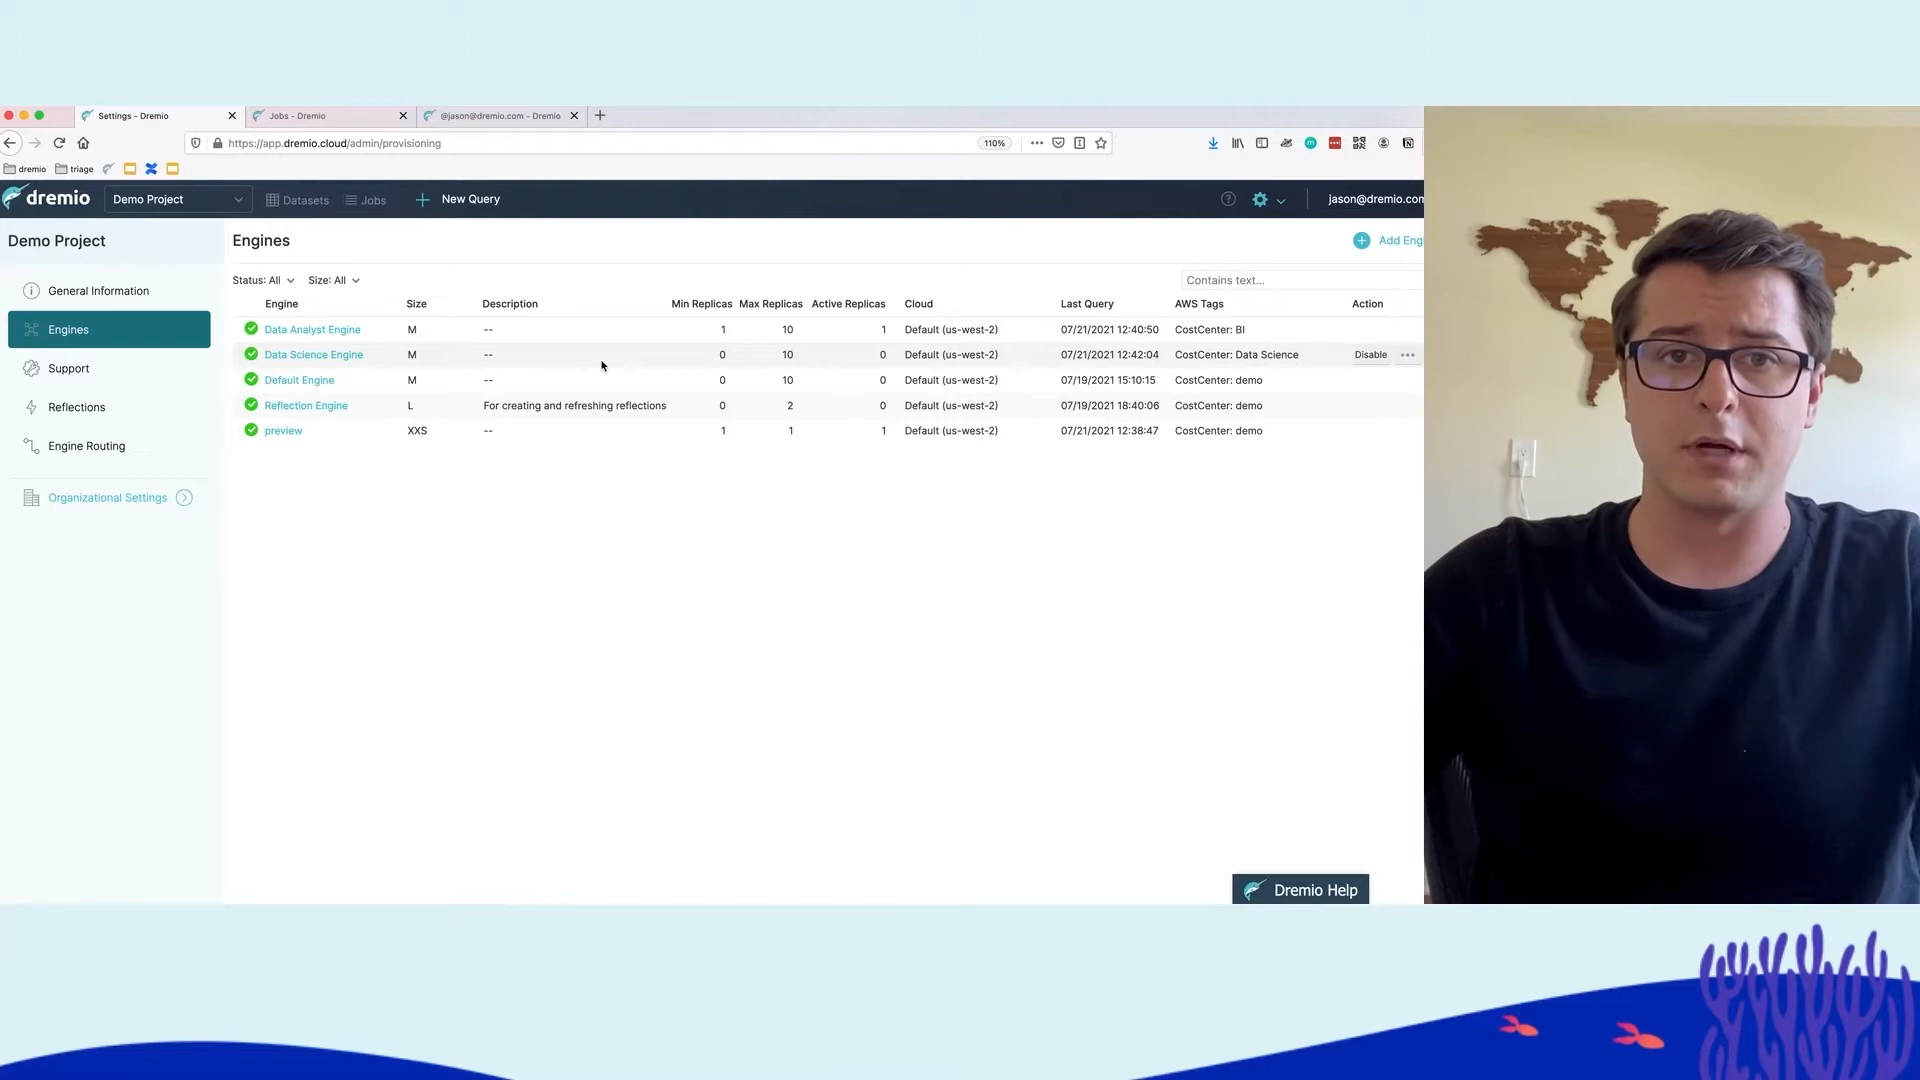 Settings - Dremio
Jobs - Dremio
@jason@dremio.com - Dremio
https://app.dremio.cloud/admin/provisioning
110%
dremio
triage
dremio
Demo Project
Datasets
Jobs
New Query
jason@dremio.com
Demo Project
Engines
Add Eng
General Information
Engines
Support
Reflections
Engine Routing
Organizational Settings
Status: All
Size: All
Contains text...
Engine Size Description Min Replicas Max Replicas Active Replicas Cloud Last Query AWS Tags Action
Data Analyst Engine M -- 1 10 1 Default (us-west-2) 07/21/2021 12:40:50 CostCenter: BI
Data Science Engine M -- 0 10 0 Default (us-west-2) 07/21/2021 12:42:04 CostCenter: Data Science Disable
Default Engine M -- 0 10 0 Default (us-west-2) 07/19/2021 15:10:15 CostCenter: demo
Reflection Engine L For creating and refreshing reflections 0 2 0 Default (us-west-2) 07/19/2021 18:40:06 CostCenter: demo
preview XXS -- 1 1 1 Default (us-west-2) 07/21/2021 12:38:47 CostCenter: demo
Dremio Help